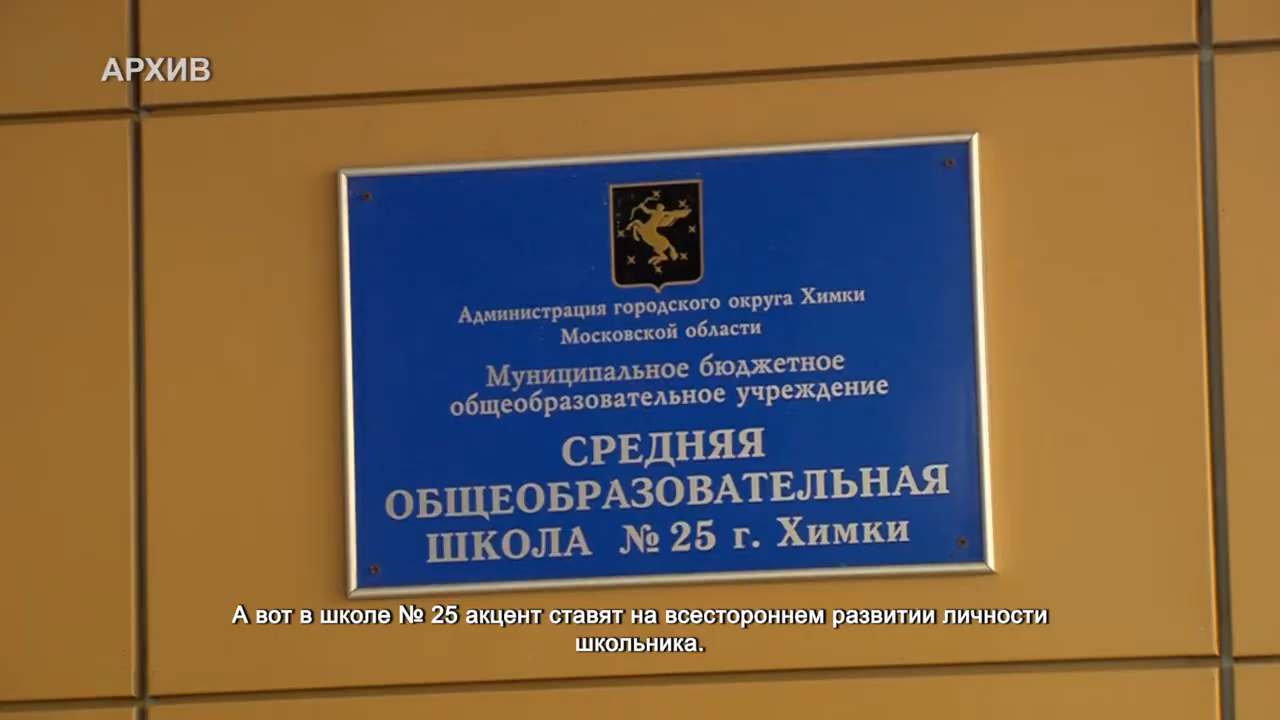 АРХИВ
Администрация городского округа Химки
Московской области
Муниципальное бюджетное
общеобразовательное учреждение
СРЕДНЯЯ
ОБЩЕОБРАЗОВАТЕЛЬНАЯ
ШКОЛА № 25 г. Химки
А вот в школе № 25 акцент ставят на всестороннем развитии личности
школьника.